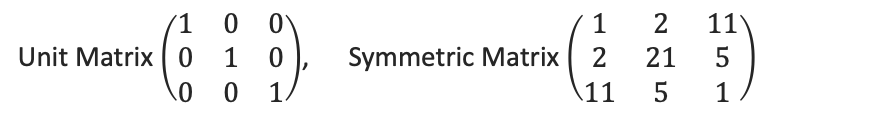 1 0 0 1 2 11
Unit Matrix 0 1 0 , Symmetric Matrix 2 21 5
0 0 1 11 5 1